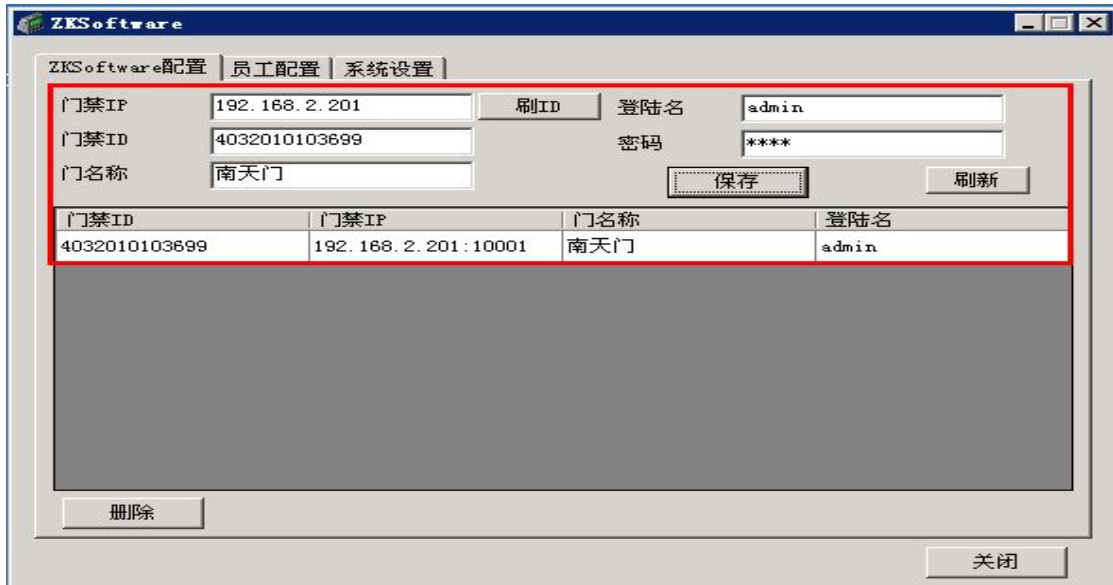 ZKSoftware
ZKSoftware配置 员工配置 系统设置
门禁IP 192.168.2.201 刷ID 登陆名 admin
门禁ID 4032010103699 密码 ****
门名称 南天门 保存 刷新
门禁ID 门禁IP 门名称 登陆名
4032010103699 192.168.2.201:10001 南天门 admin
删除
关闭